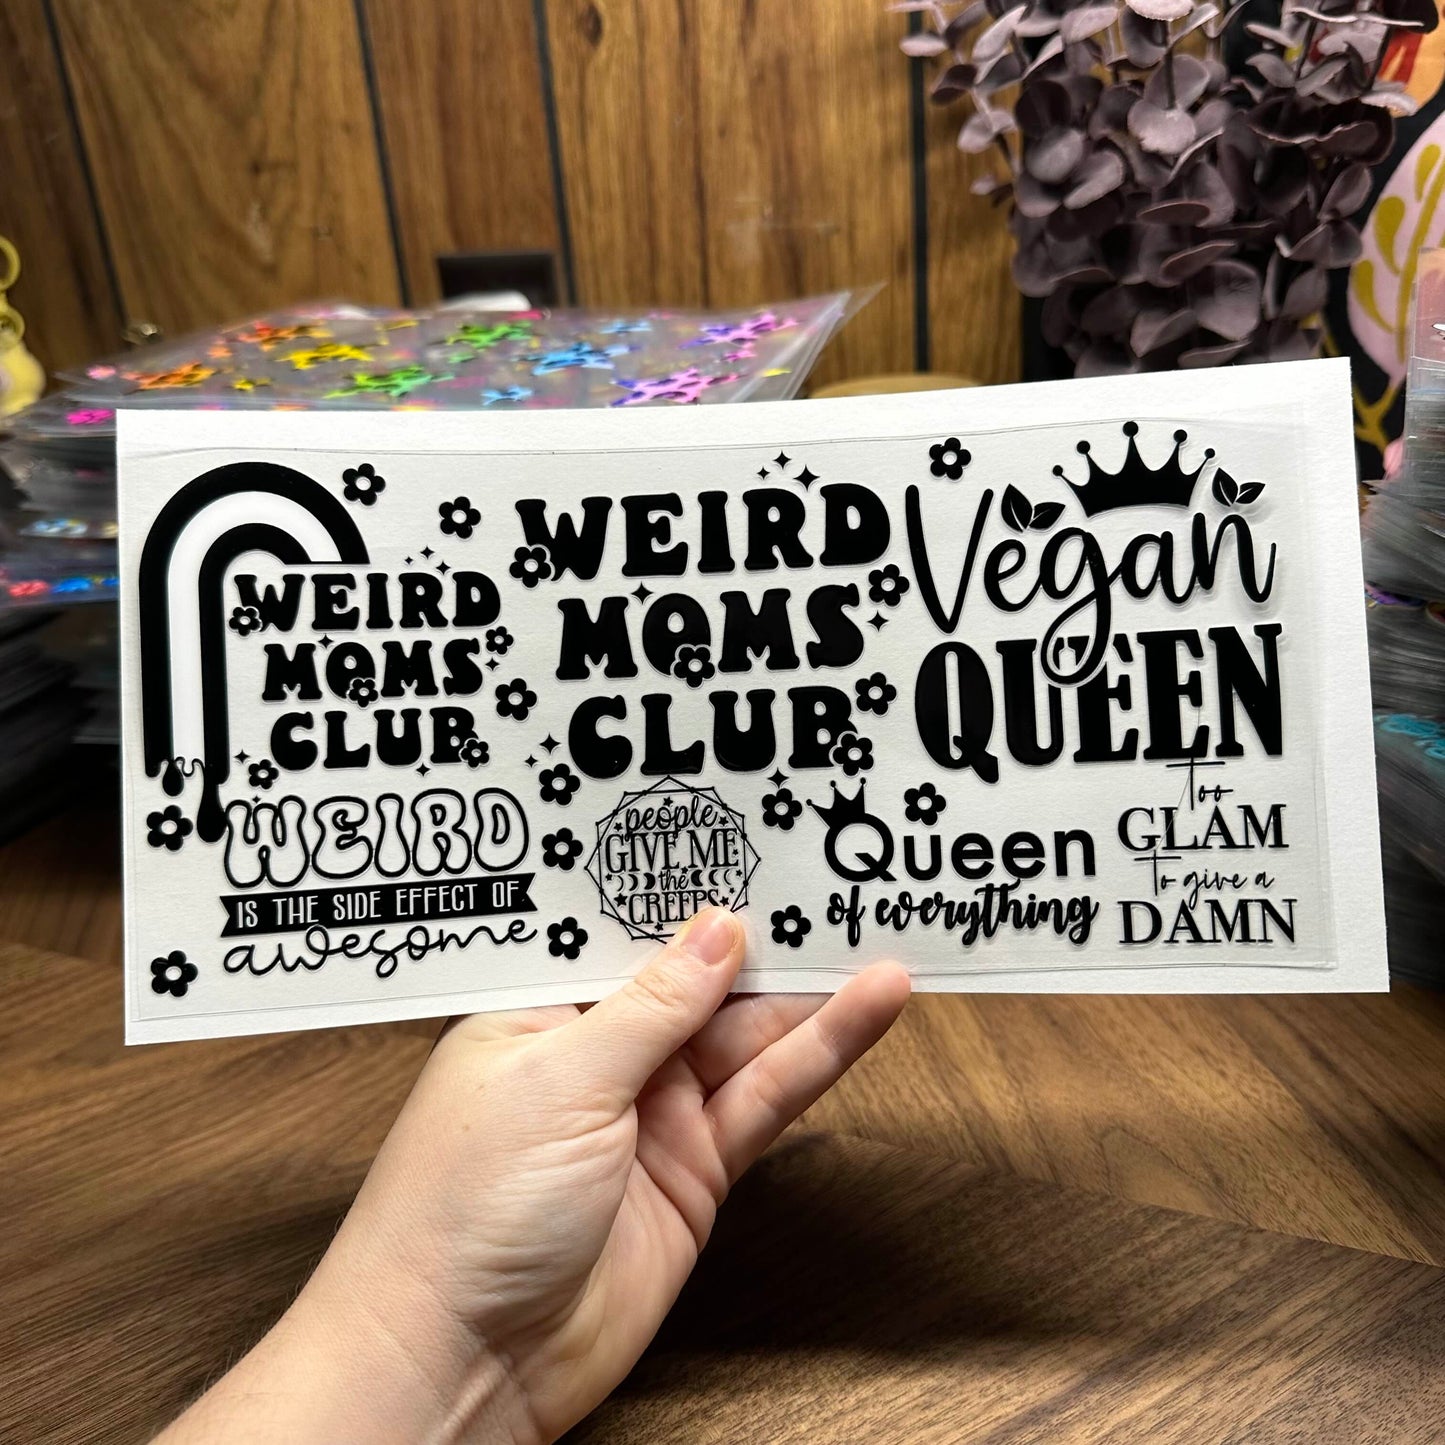 WEIRD
MOMS
CLUB
WEIRD
MOMS
CLUB
Vegan
QUEEN
WEIRD
IS THE SIDE EFFECT OF
awesome
people
GIVE ME
the
CREEPS
Queen
of everything
too
GLAM
to give a
DAMN